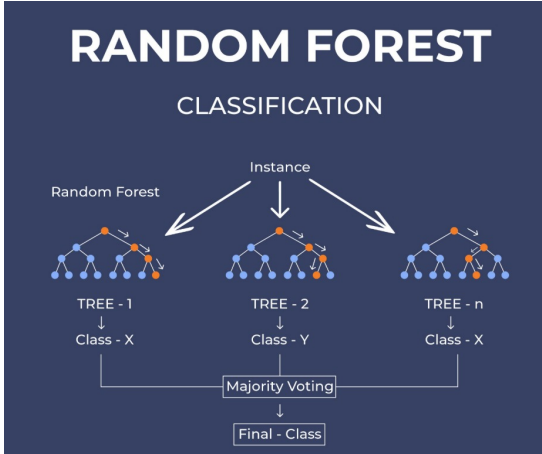 RANDOM FOREST
CLASSIFICATION
Instance
Random Forest
TREE - 1
TREE - 2
TREE - n
Class - X
Class - Y
Class - X
Majority Voting
Final - Class